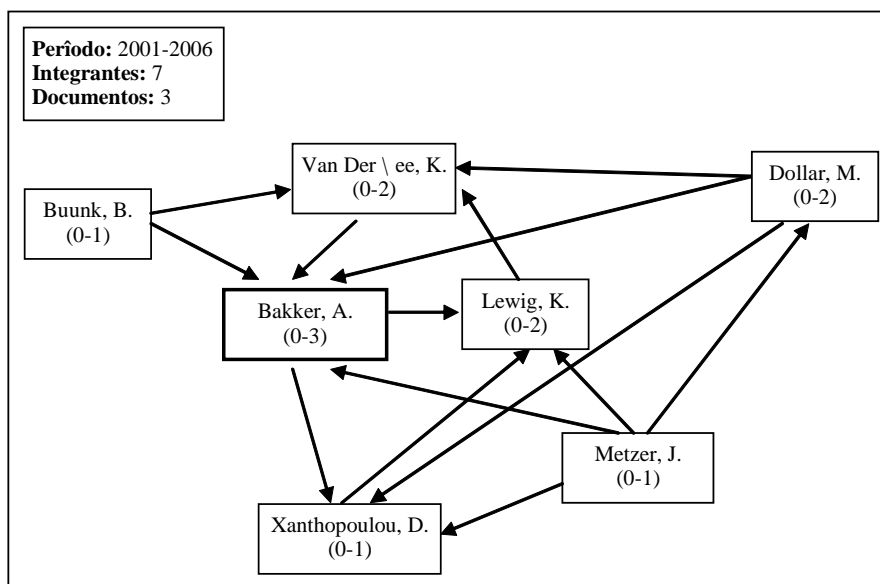 Perîodo: 2001-2006
Integrantes: 7
Documentos: 3
Van Der \ ee, K.
(0-2)
Dollar, M.
(0-2)
Buunk, B.
(0-1)
Bakker, A.
(0-3)
Lewig, K.
(0-2)
Metzer, J.
(0-1)
Xanthopoulou, D.
(0-1)